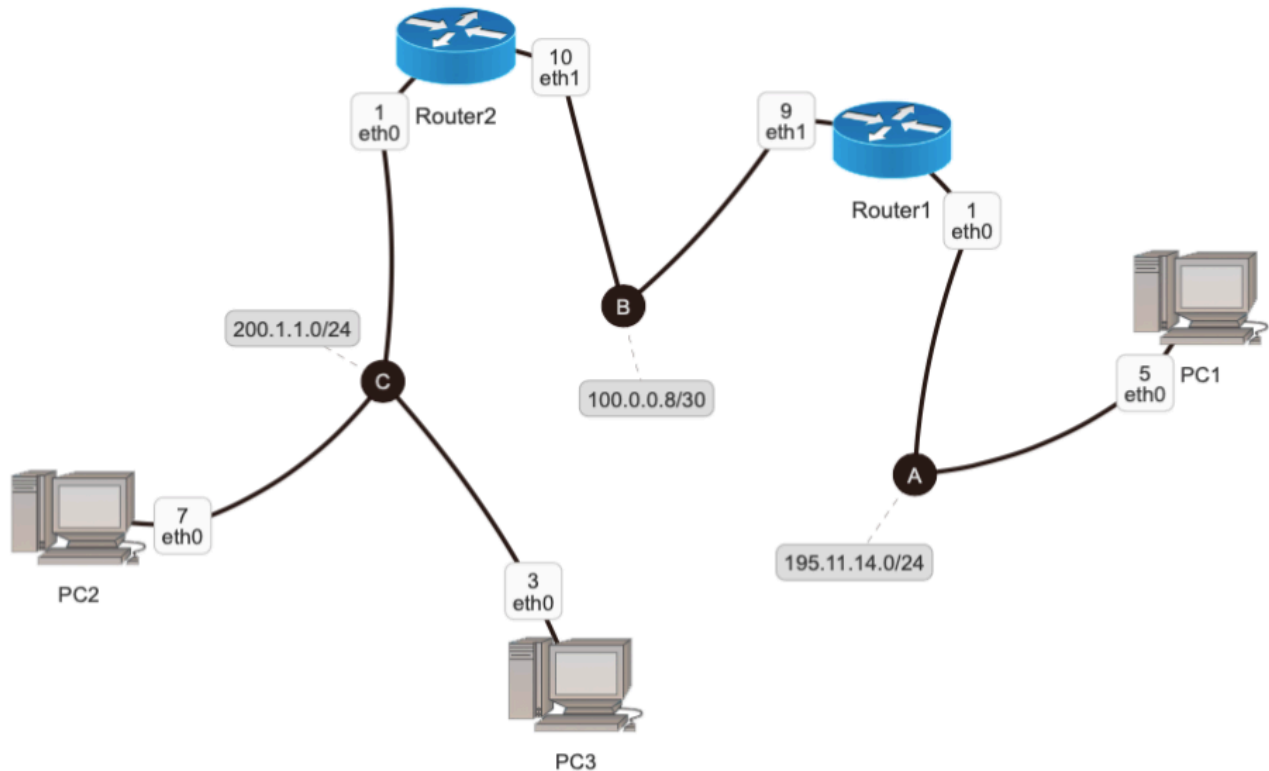 10
eth1
1
eth0
Router2
9
eth1
Router1
1
eth0
200.1.1.0/24
B
C
100.0.0.8/30
5
eth0
PC1
A
7
eth0
PC2
195.11.14.0/24
3
eth0
PC3